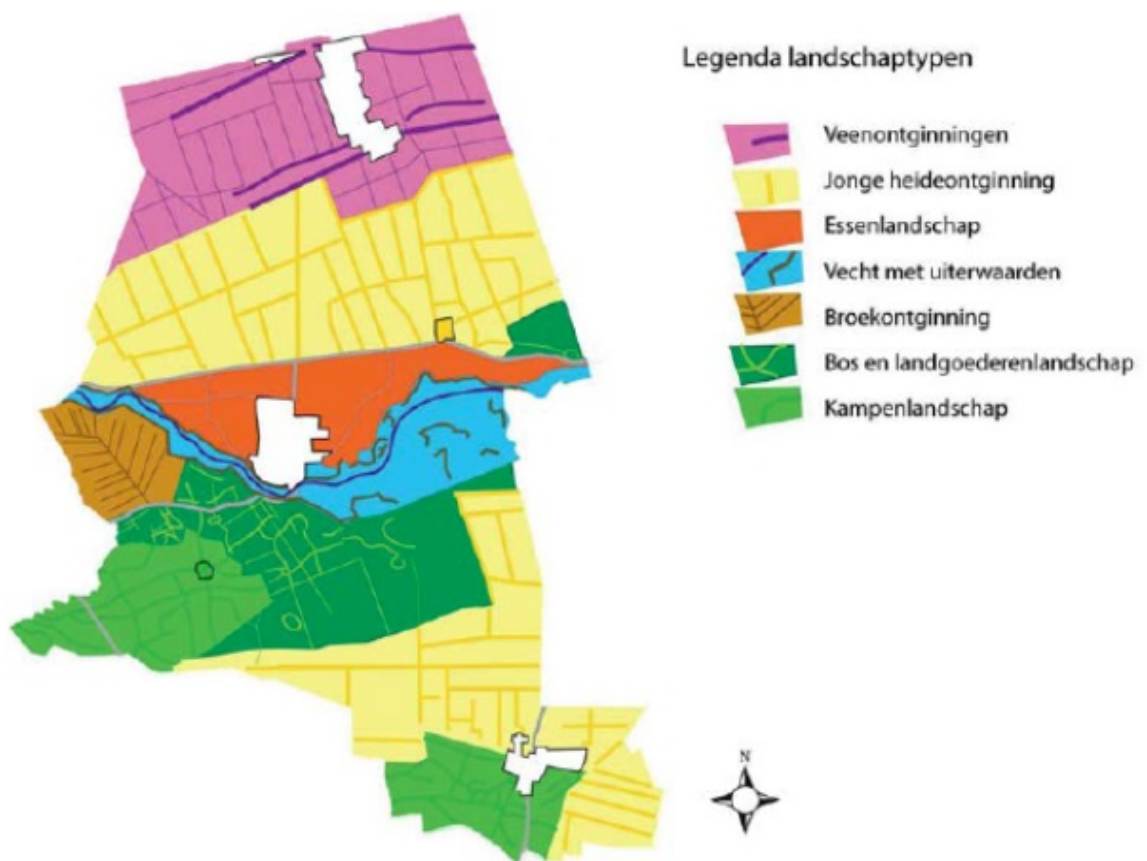 Legenda landschaptypen
Veenontginningen
Jonge heideontginning
Essenlandschap
Vecht met uiterwaarden
Broekontginning
Bos en landgoederenlandschap
Kampenlandschap
N